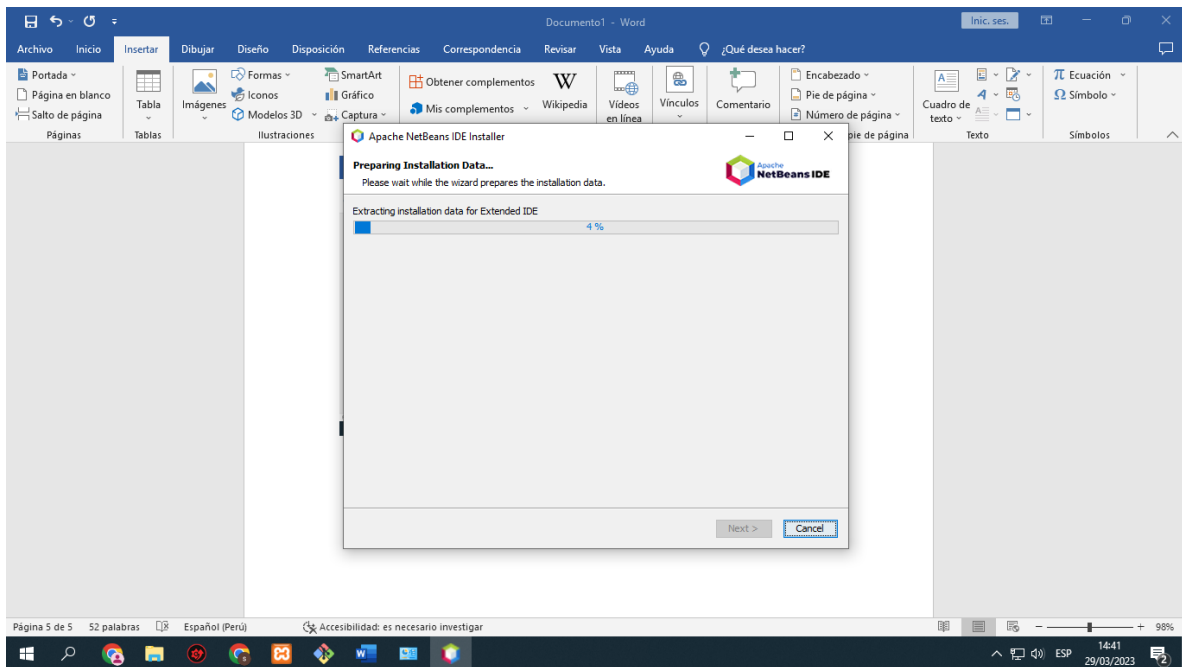 Documento1 - Word
Inic. ses.
Archivo Inicio Insertar Dibujar Diseño Disposición Referencias Correspondencia Revisar Vista Ayuda ¿Qué desea hacer?
Portada
Página en blanco
Salto de página
Páginas
Tabla
Tablas
Imágenes
Formas
Iconos
Modelos 3D
SmartArt
Gráfico
Captura
Ilustraciones
Obtener complementos
Mis complementos
W
Wikipedia
Vídeos
en línea
Vínculos
Comentario
Encabezado
Pie de página
Número de página
pie de página
A
Cuadro de
texto
Texto
π Ecuación
Ω Símbolo
Símbolos
Apache NetBeans IDE Installer
Preparing Installation Data...
Please wait while the wizard prepares the installation data.
Apache
NetBeans IDE
Extracting installation data for Extended IDE
4 %
Next >
Cancel
Página 5 de 5 52 palabras Español (Perú) Accesibilidad: es necesario investigar
98%
ESP
14:41
29/03/2023
2